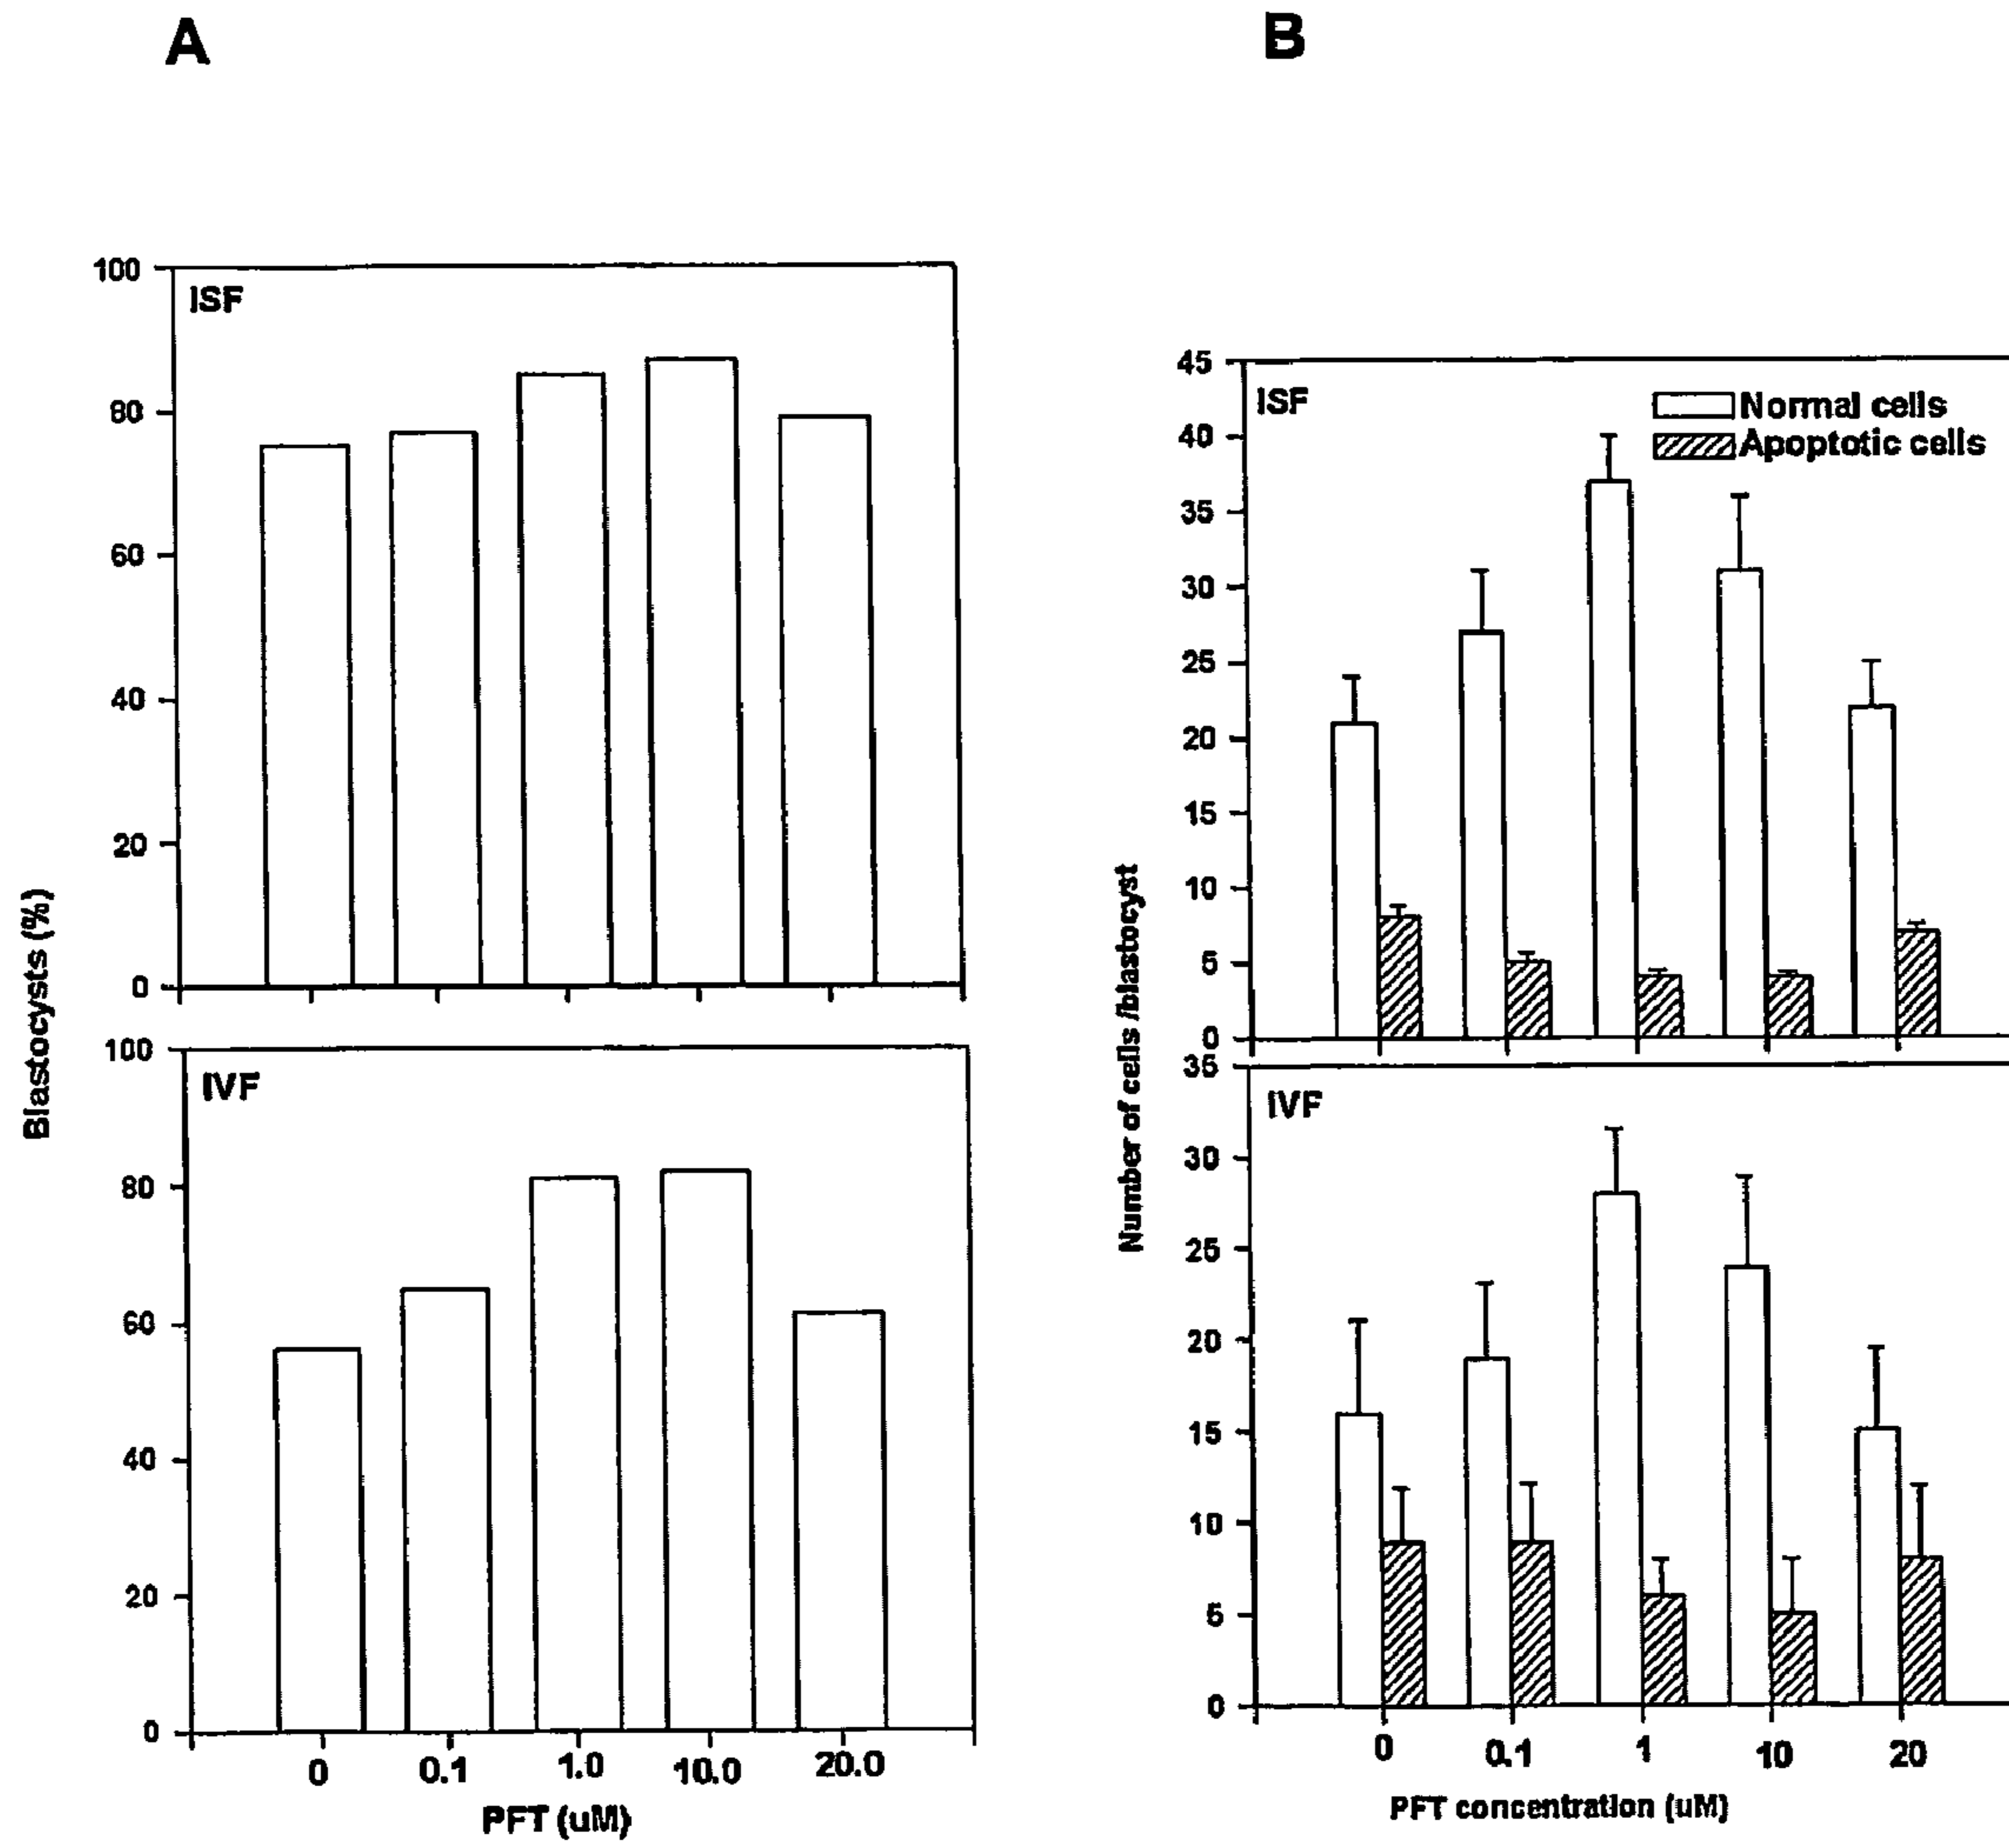 A
B
Blastocysts (%)
100
80
60
40
20
0
ISF
100
80
60
40
20
0
IVF
0 0.1 1.0 10.0 20.0
PFT (uM)
Number of cells /blastocyst
45
40
35
30
25
20
15
10
5
0
ISF
Normal cells
Apoptotic cells
35
30
25
20
15
10
5
0
IVF
0 0.1 1 10 20
PFT concentration (uM)